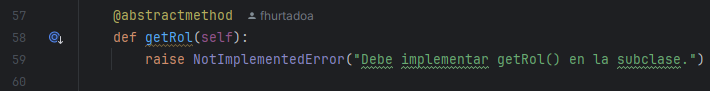 57 @abstractmethod fhurtadoa
58 def getRol(self):
59 raise NotImplementedError("Debe implementar getRol() en la subclase.")
60